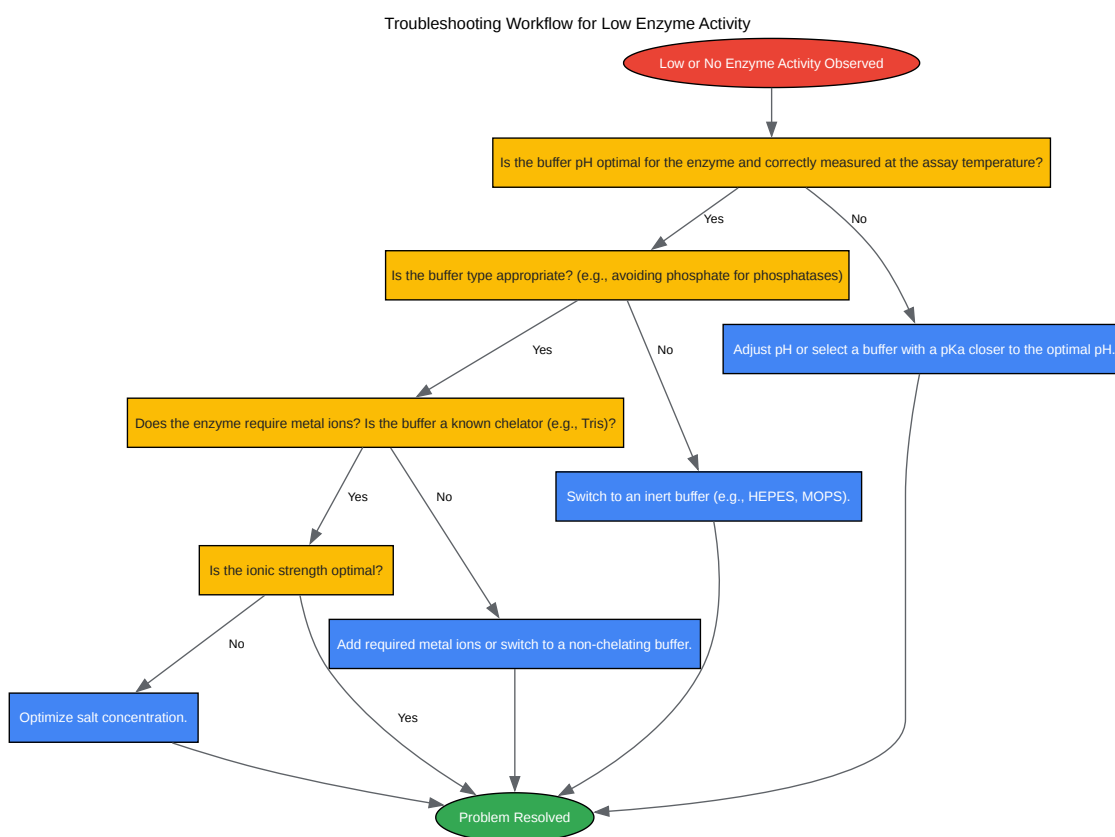 Troubleshooting Workflow for Low Enzyme Activity
Low or No Enzyme Activity Observed
Is the buffer pH optimal for the enzyme and correctly measured at the assay temperature?
Yes
No
Is the buffer type appropriate? (e.g., avoiding phosphate for phosphatases)
Yes
No
Adjust pH or select a buffer with a pKa closer to the optimal pH.
Does the enzyme require metal ions? Is the buffer a known chelator (e.g., Tris)?
Yes
No
Switch to an inert buffer (e.g., HEPES, MOPS).
Is the ionic strength optimal?
No
Add required metal ions or switch to a non-chelating buffer.
Optimize salt concentration.
Yes
Problem Resolved